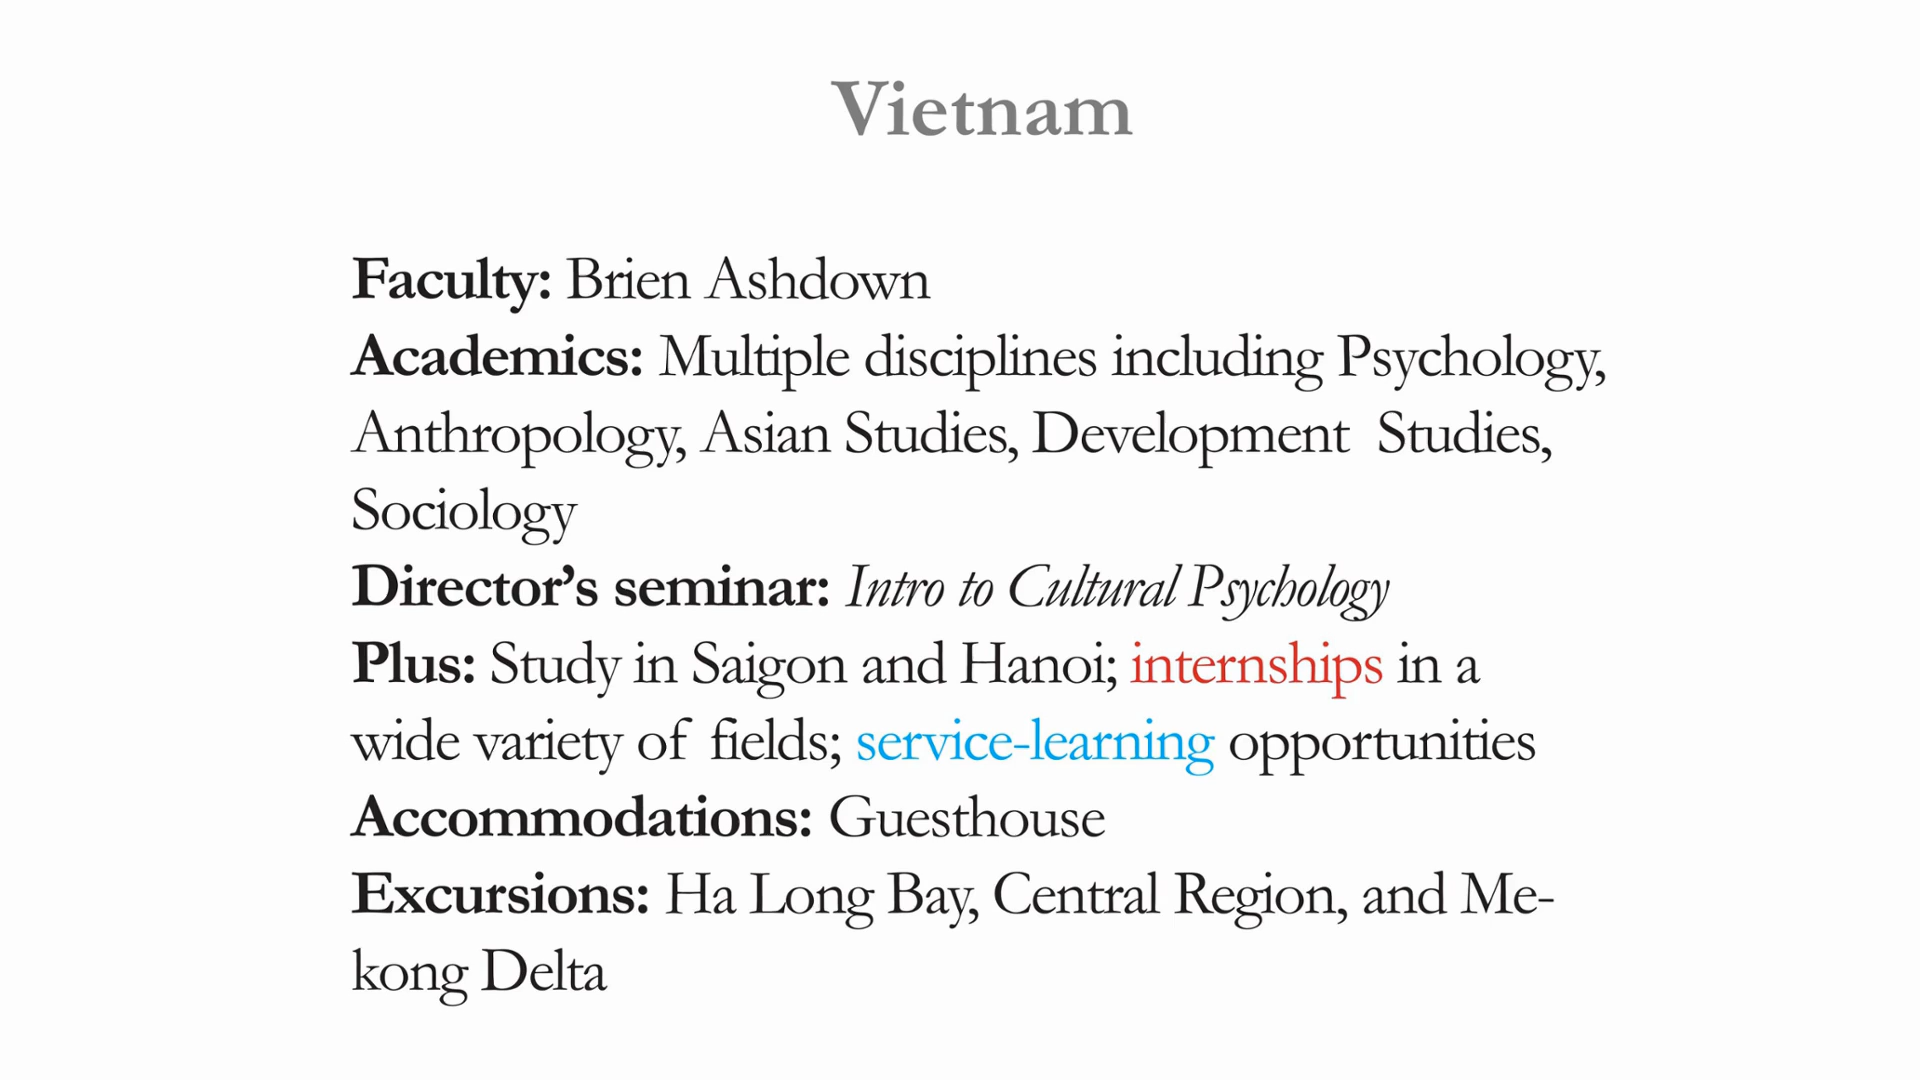 Vietnam
Faculty: Brien Ashdown
Academics: Multiple disciplines including Psychology,
Anthropology, Asian Studies, Development  Studies,
Sociology
Director’s seminar: Intro to Cultural Psychology
Plus: Study in Saigon and Hanoi; internships in a
wide variety of fields; service-learning opportunities
Accommodations: Guesthouse
Excursions: Ha Long Bay, Central Region, and Me-
kong Delta